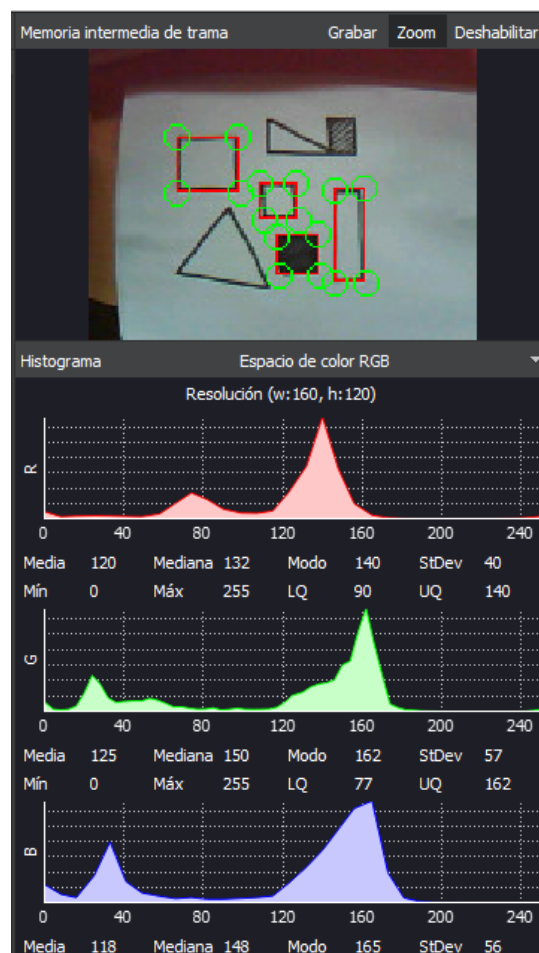 Memoria intermedia de trama Grabar Zoom Deshabilitar
Histograma Espacio de color RGB
Resolución (w:160, h:120)
R
0 40 80 120 160 200 240
Media 120 Mediana 132 Modo 140 StDev 40
Mín 0 Máx 255 LQ 90 UQ 140
G
0 40 80 120 160 200 240
Media 125 Mediana 150 Modo 162 StDev 57
Mín 0 Máx 255 LQ 77 UQ 162
B
0 40 80 120 160 200 240
Media 118 Mediana 148 Modo 165 StDev 56